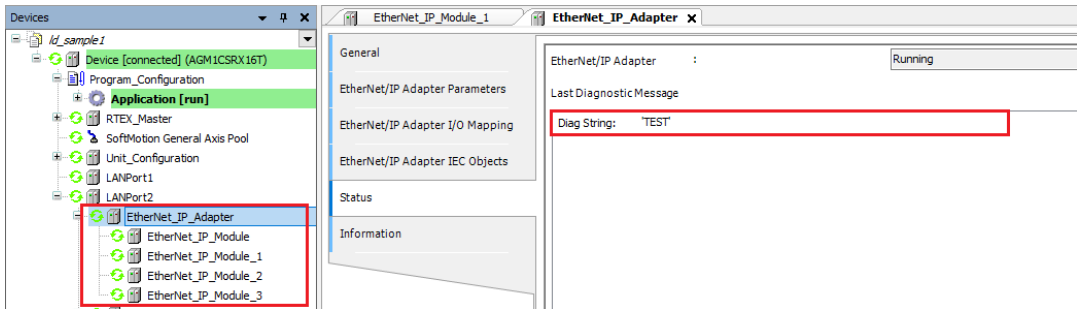 Devices
ld_sample1
Device [connected] (AGM1CSRX16T)
Program_Configuration
Application [run]
RTEX_Master
SoftMotion General Axis Pool
Unit_Configuration
LANPort1
LANPort2
EtherNet_IP_Adapter
EtherNet_IP_Module
EtherNet_IP_Module_1
EtherNet_IP_Module_2
EtherNet_IP_Module_3
EtherNet_IP_Module_1
EtherNet_IP_Adapter
General
EtherNet/IP Adapter Parameters
EtherNet/IP Adapter I/O Mapping
EtherNet/IP Adapter IEC Objects
Status
Information
EtherNet/IP Adapter : Running
Last Diagnostic Message
Diag String: 'TEST'